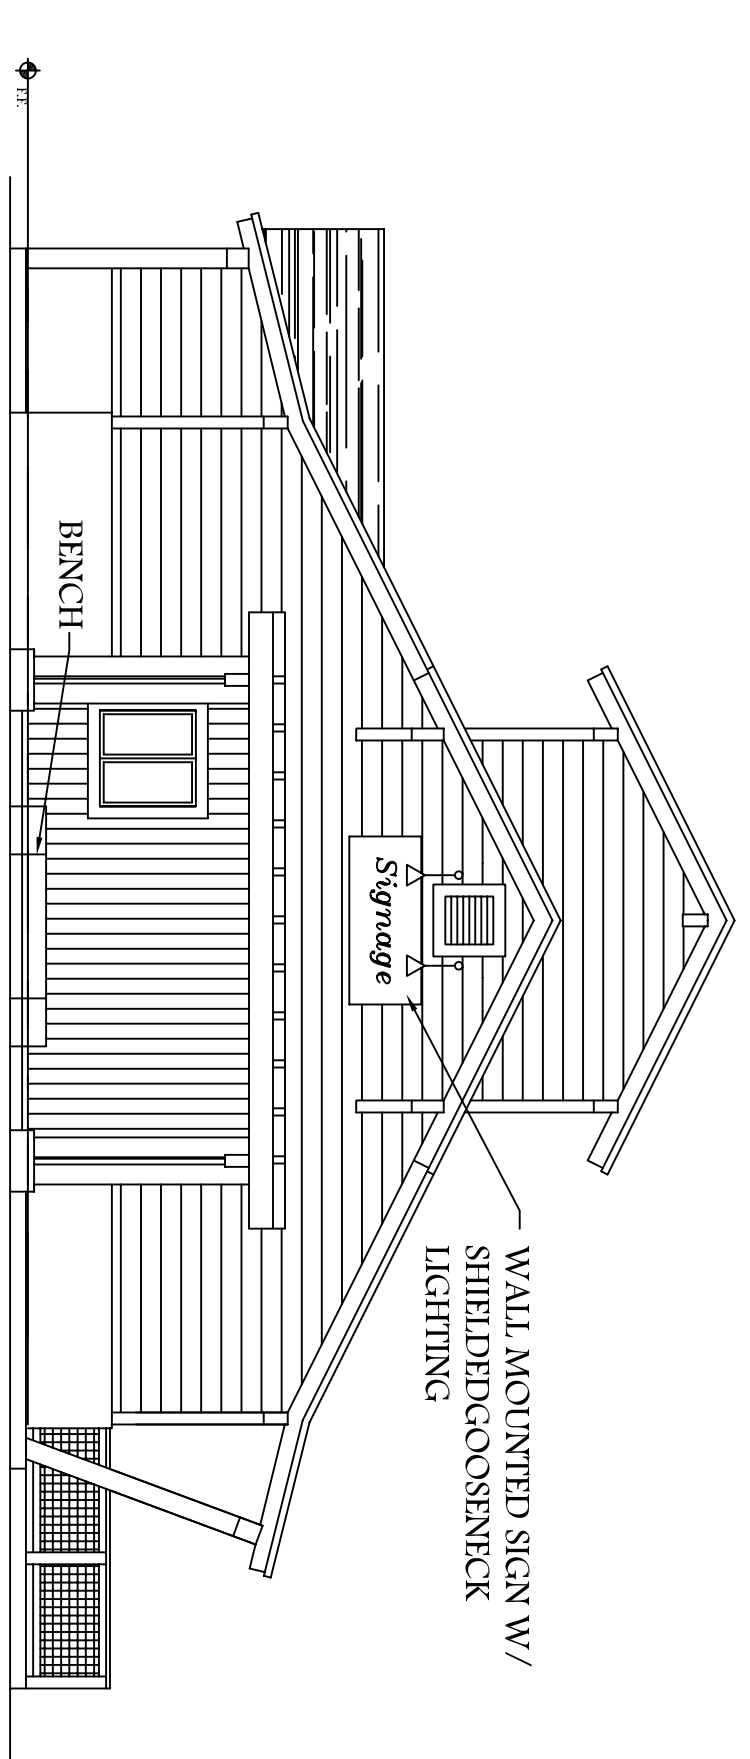 F.F.
BENCH
Signage
WALL MOUNTED SIGN W/
SHIELDEDGOOSENECK
LIGHTING